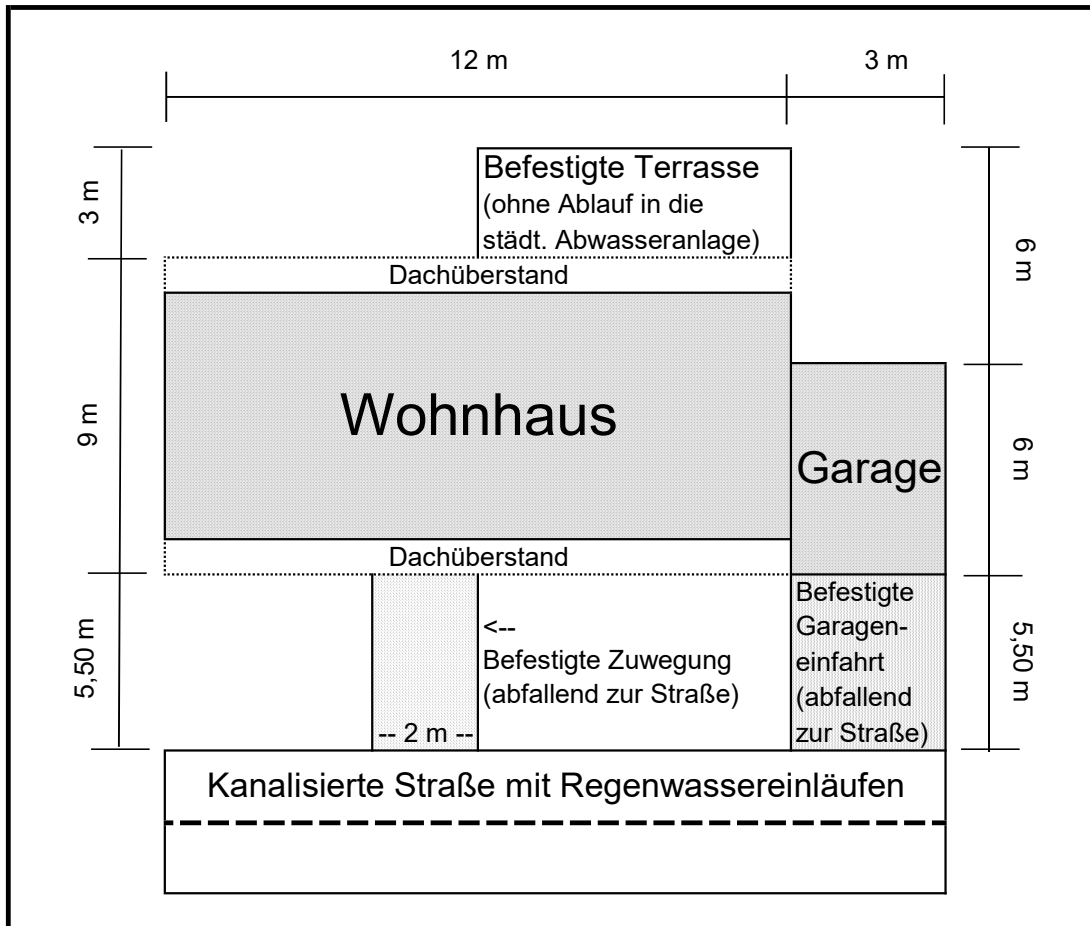 12 m
3 m
3 m
Befestigte Terrasse
(ohne Ablauf in die
städt. Abwasseranlage)
6 m
Dachüberstand
9 m
Wohnhaus
Garage
6 m
Dachüberstand
5,50 m
<--
Befestigte Zuwegung
(abfallend zur Straße)
-- 2 m --
Befestigte
Garagen-
einfahrt
(abfallend
zur Straße)
5,50 m
Kanalisierte Straße mit Regenwassereinläufen